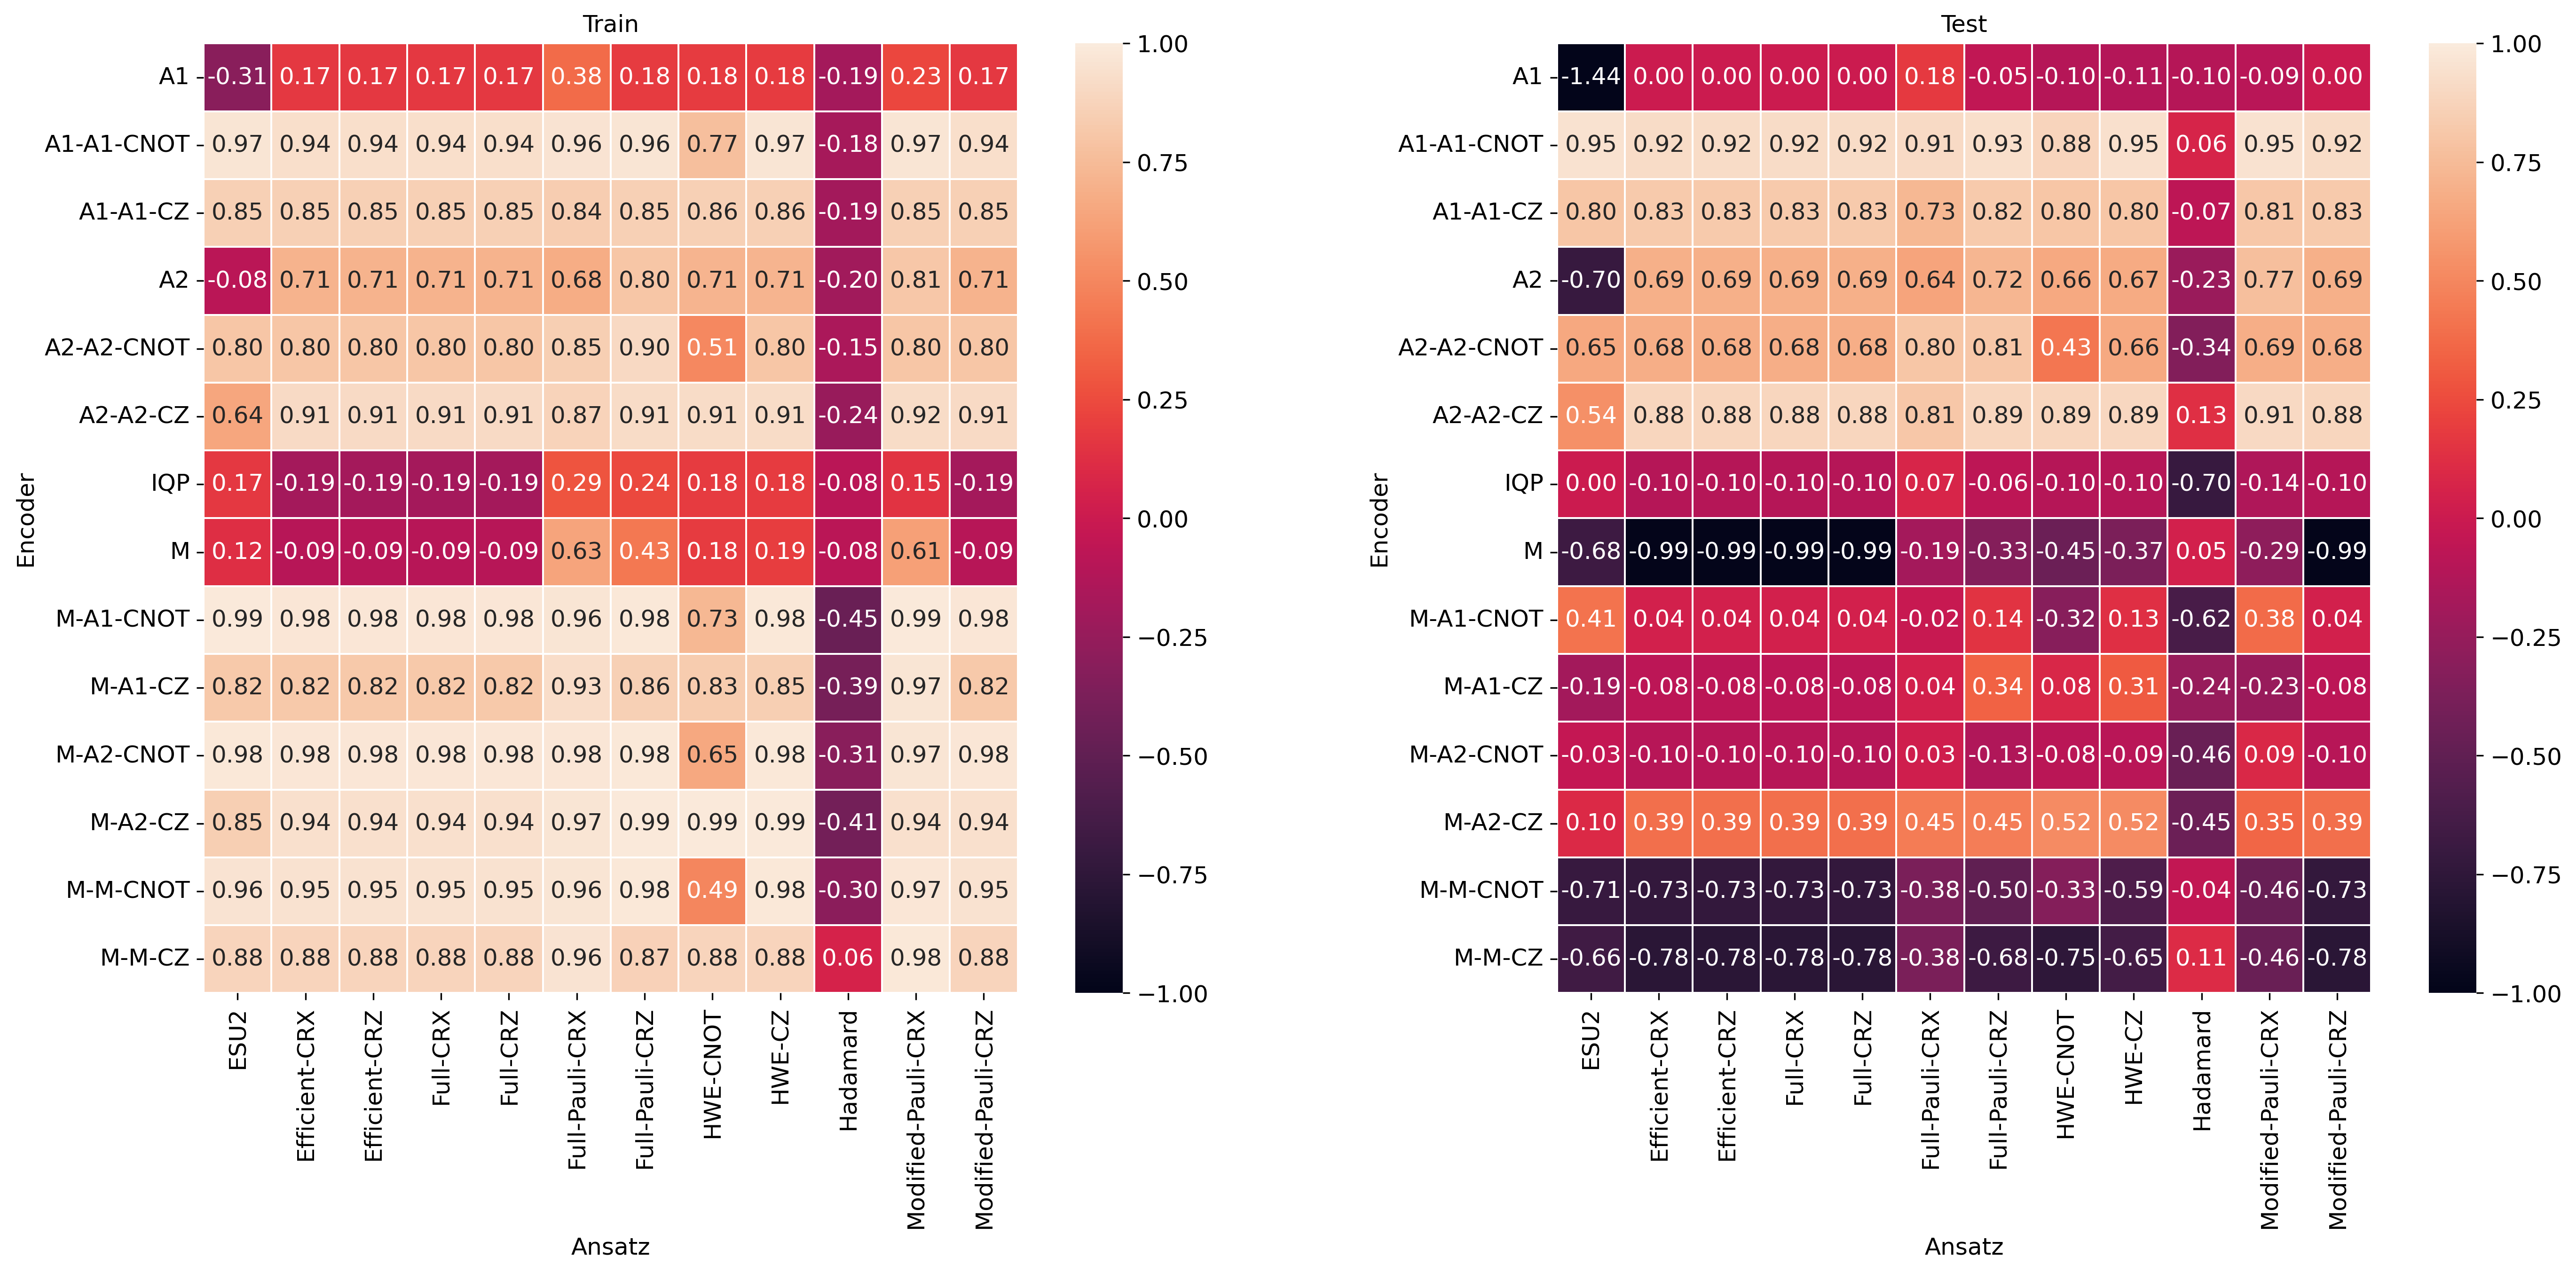 Train
A1 -0.31 0.17 0.17 0.17 0.17 0.38 0.18 0.18 0.18 -0.19 0.23 0.17
A1-A1-CNOT 0.97 0.94 0.94 0.94 0.94 0.96 0.96 0.77 0.97 -0.18 0.97 0.94
A1-A1-CZ 0.85 0.85 0.85 0.85 0.85 0.84 0.85 0.86 0.86 -0.19 0.85 0.85
A2 -0.08 0.71 0.71 0.71 0.71 0.68 0.80 0.71 0.71 -0.20 0.81 0.71
A2-A2-CNOT 0.80 0.80 0.80 0.80 0.80 0.85 0.90 0.51 0.80 -0.15 0.80 0.80
A2-A2-CZ 0.64 0.91 0.91 0.91 0.91 0.87 0.91 0.91 0.91 -0.24 0.92 0.91
IQP 0.17 -0.19 -0.19 -0.19 -0.19 0.29 0.24 0.18 0.18 -0.08 0.15 -0.19
M 0.12 -0.09 -0.09 -0.09 -0.09 0.63 0.43 0.18 0.19 -0.08 0.61 -0.09
M-A1-CNOT 0.99 0.98 0.98 0.98 0.98 0.96 0.98 0.73 0.98 -0.45 0.99 0.98
M-A1-CZ 0.82 0.82 0.82 0.82 0.82 0.93 0.86 0.83 0.85 -0.39 0.97 0.82
M-A2-CNOT 0.98 0.98 0.98 0.98 0.98 0.98 0.98 0.65 0.98 -0.31 0.97 0.98
M-A2-CZ 0.85 0.94 0.94 0.94 0.94 0.97 0.99 0.99 0.99 -0.41 0.94 0.94
M-M-CNOT 0.96 0.95 0.95 0.95 0.95 0.96 0.98 0.49 0.98 -0.30 0.97 0.95
M-M-CZ 0.88 0.88 0.88 0.88 0.88 0.96 0.87 0.88 0.88 0.06 0.98 0.88
Encoder
ESU2
Efficient-CRX
Efficient-CRZ
Full-CRX
Full-CRZ
Full-Pauli-CRX
Full-Pauli-CRZ
HWE-CNOT
HWE-CZ
Hadamard
Modified-Pauli-CRX
Modified-Pauli-CRZ
Ansatz
1.00
0.75
0.50
0.25
0.00
−0.25
−0.50
−0.75
−1.00
Test
A1 -1.44 0.00 0.00 0.00 0.00 0.18 -0.05 -0.10 -0.11 -0.10 -0.09 0.00
A1-A1-CNOT 0.95 0.92 0.92 0.92 0.92 0.91 0.93 0.88 0.95 0.06 0.95 0.92
A1-A1-CZ 0.80 0.83 0.83 0.83 0.83 0.73 0.82 0.80 0.80 -0.07 0.81 0.83
A2 -0.70 0.69 0.69 0.69 0.69 0.64 0.72 0.66 0.67 -0.23 0.77 0.69
A2-A2-CNOT 0.65 0.68 0.68 0.68 0.68 0.80 0.81 0.43 0.66 -0.34 0.69 0.68
A2-A2-CZ 0.54 0.88 0.88 0.88 0.88 0.81 0.89 0.89 0.89 0.13 0.91 0.88
IQP 0.00 -0.10 -0.10 -0.10 -0.10 0.07 -0.06 -0.10 -0.10 -0.70 -0.14 -0.10
M -0.68 -0.99 -0.99 -0.99 -0.99 -0.19 -0.33 -0.45 -0.37 0.05 -0.29 -0.99
M-A1-CNOT 0.41 0.04 0.04 0.04 0.04 -0.02 0.14 -0.32 0.13 -0.62 0.38 0.04
M-A1-CZ -0.19 -0.08 -0.08 -0.08 -0.08 0.04 0.34 0.08 0.31 -0.24 -0.23 -0.08
M-A2-CNOT -0.03 -0.10 -0.10 -0.10 -0.10 0.03 -0.13 -0.08 -0.09 -0.46 0.09 -0.10
M-A2-CZ 0.10 0.39 0.39 0.39 0.39 0.45 0.45 0.52 0.52 -0.45 0.35 0.39
M-M-CNOT -0.71 -0.73 -0.73 -0.73 -0.73 -0.38 -0.50 -0.33 -0.59 -0.04 -0.46 -0.73
M-M-CZ -0.66 -0.78 -0.78 -0.78 -0.78 -0.38 -0.68 -0.75 -0.65 0.11 -0.46 -0.78
Encoder
ESU2
Efficient-CRX
Efficient-CRZ
Full-CRX
Full-CRZ
Full-Pauli-CRX
Full-Pauli-CRZ
HWE-CNOT
HWE-CZ
Hadamard
Modified-Pauli-CRX
Modified-Pauli-CRZ
Ansatz
1.00
0.75
0.50
0.25
0.00
−0.25
−0.50
−0.75
−1.00